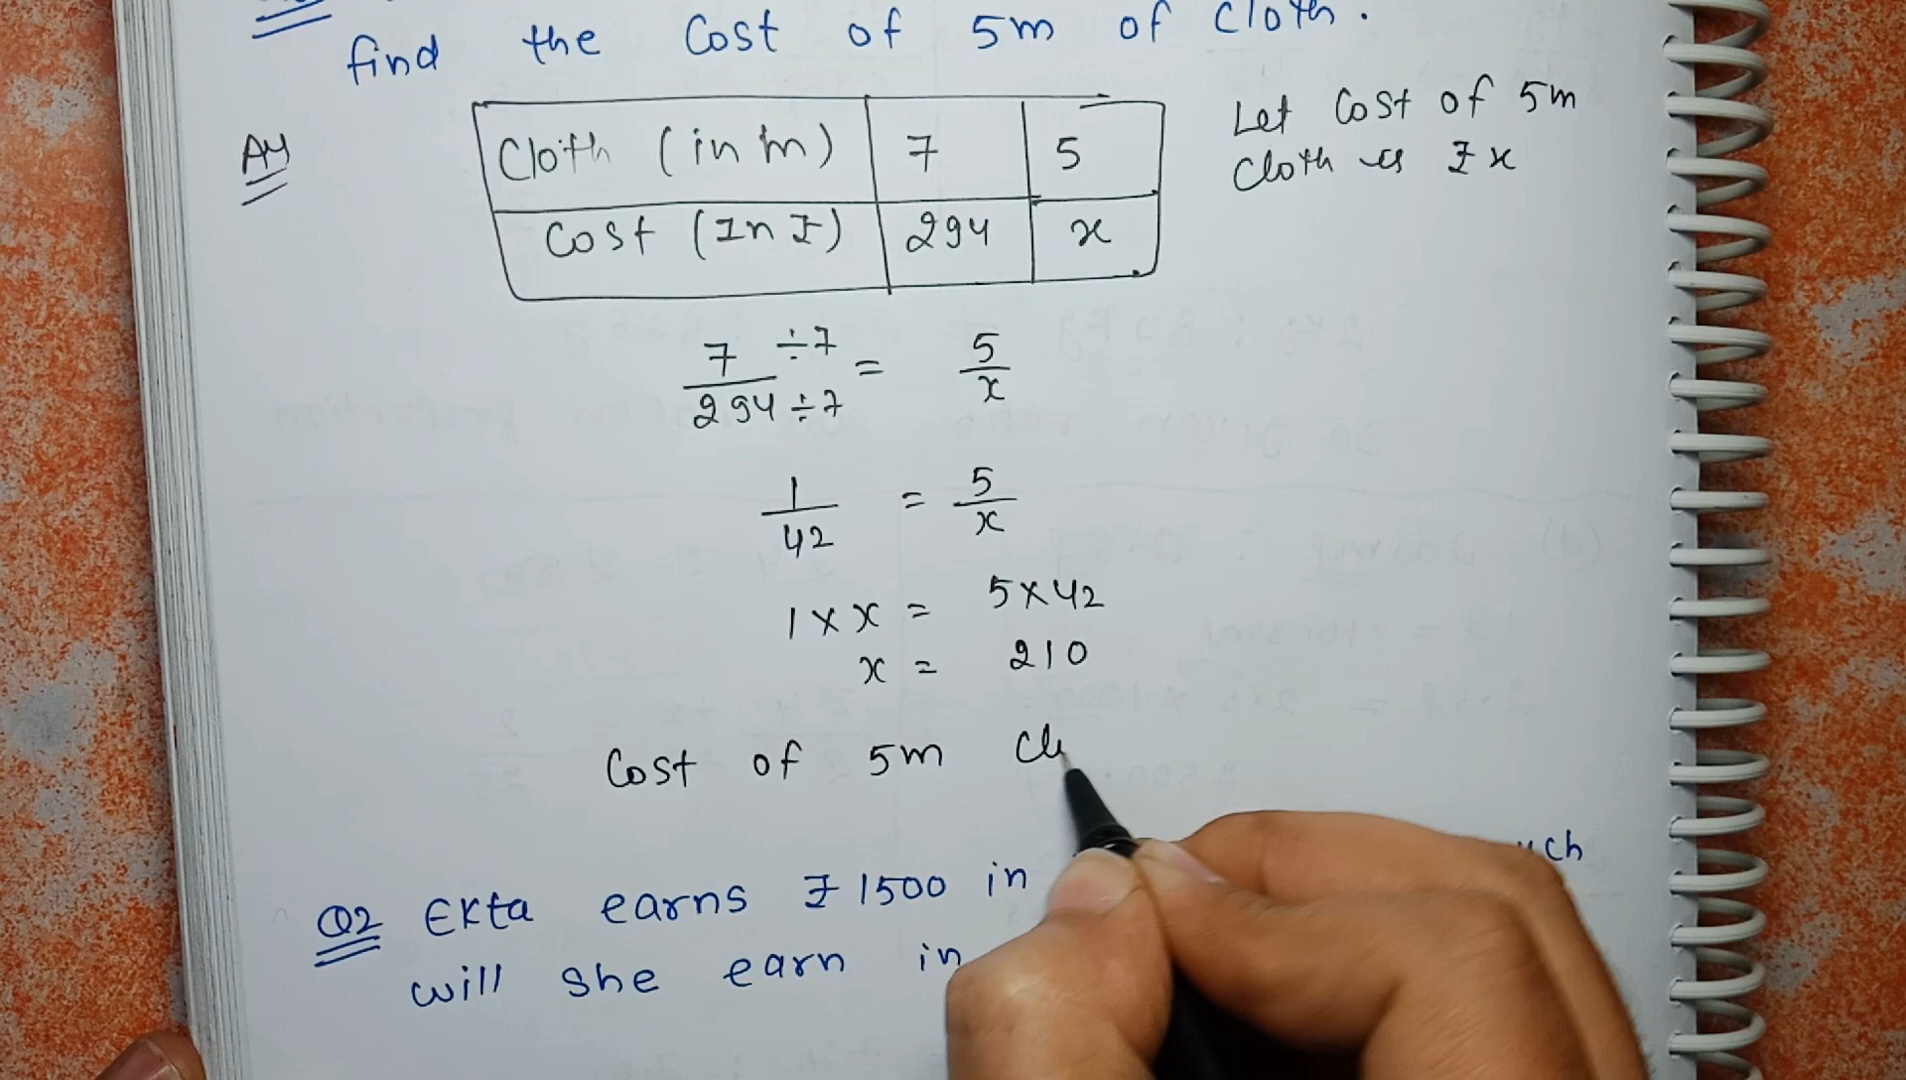 find the Cost of 5m of Cloth.
Ans
Cloth (in m) 7 5
Cost (In ₹) 294 x
Let Cost of 5m
Cloth is ₹ x
7 ÷7 = 5
294 ÷7 x
1 = 5
42 x
1 × x = 5×42
x = 210
Cost of 5m Cl
Q2 Ekta earns ₹ 1500 in
will she earn in